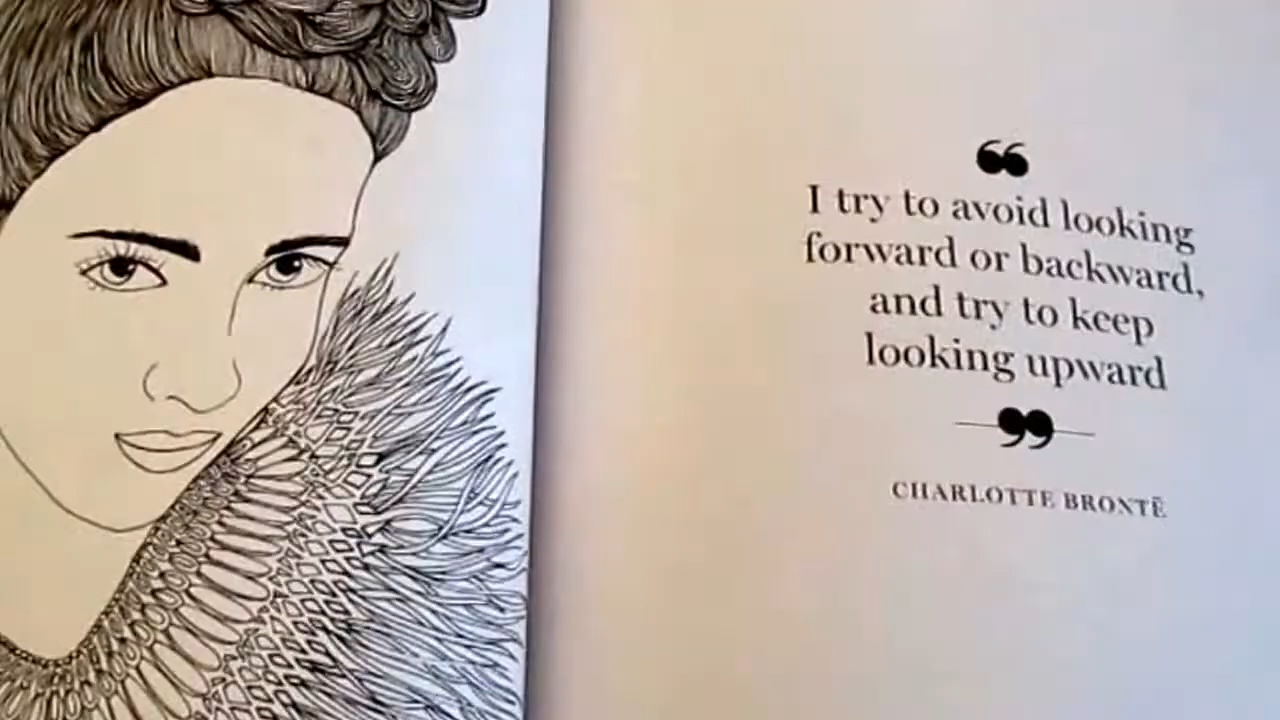 “
I try to avoid looking
forward or backward,
and try to keep
looking upward
”
CHARLOTTE BRONTË